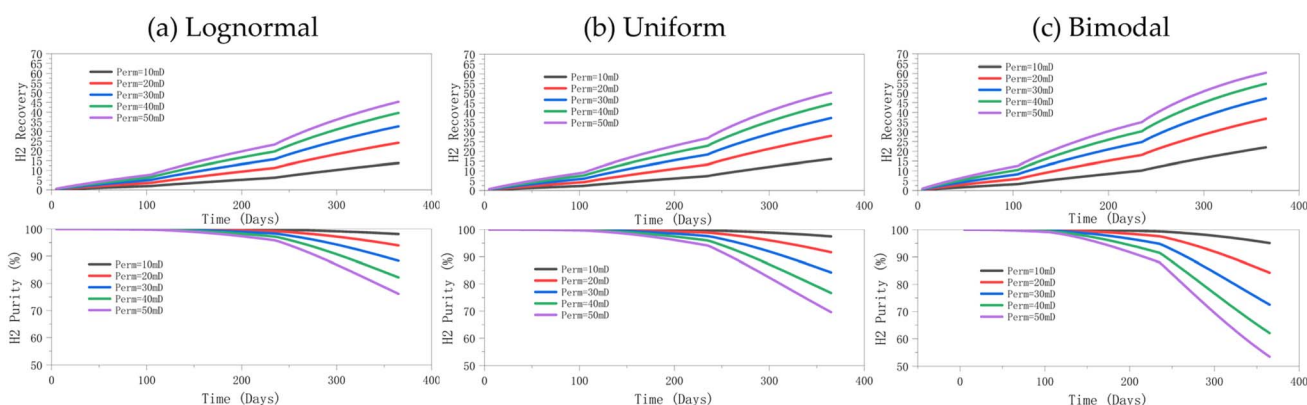 (a) Lognormal
(b) Uniform
(c) Bimodal
H2 Recovery
70
65
60
55
50
45
40
35
30
25
20
15
10
5
0
Perm=10mD
Perm=20mD
Perm=30mD
Perm=40mD
Perm=50mD
0 100 200 300 400
Time (Days)
H2 Recovery
70
65
60
55
50
45
40
35
30
25
20
15
10
5
0
Perm=10mD
Perm=20mD
Perm=30mD
Perm=40mD
Perm=50mD
0 100 200 300 400
Time (Days)
H2 Recovery
70
65
60
55
50
45
40
35
30
25
20
15
10
5
0
Perm=10mD
Perm=20mD
Perm=30mD
Perm=40mD
Perm=50mD
0 100 200 300 400
Time (Days)
H2 Purity (%)
100
90
80
70
60
50
Perm=10mD
Perm=20mD
Perm=30mD
Perm=40mD
Perm=50mD
0 100 200 300 400
Time (Days)
H2 Purity (%)
100
90
80
70
60
50
Perm=10mD
Perm=20mD
Perm=30mD
Perm=40mD
Perm=50mD
0 100 200 300 400
Time (Days)
H2 Purity (%)
100
90
80
70
60
50
Perm=10mD
Perm=20mD
Perm=30mD
Perm=40mD
Perm=50mD
0 100 200 300 400
Time (Days)